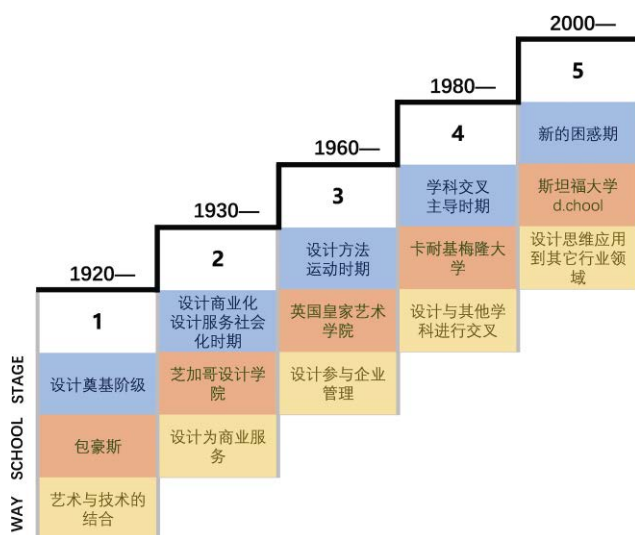 2000—
5
新的困惑期
斯坦福大学
d.chool
设计思维应用
到其它行业领
域
1980—
4
学科交叉
主导时期
卡耐基梅隆大
学
设计与其他学
科进行交叉
1960—
3
设计方法
运动时期
英国皇家艺术
学院
设计参与企业
管理
1930—
2
设计商业化
设计服务社会
化时期
芝加哥设计学
院
设计为商业服
务
1920—
1
设计奠基阶级
包豪斯
艺术与技术的
结合
STAGE
SCHOOL
WAY